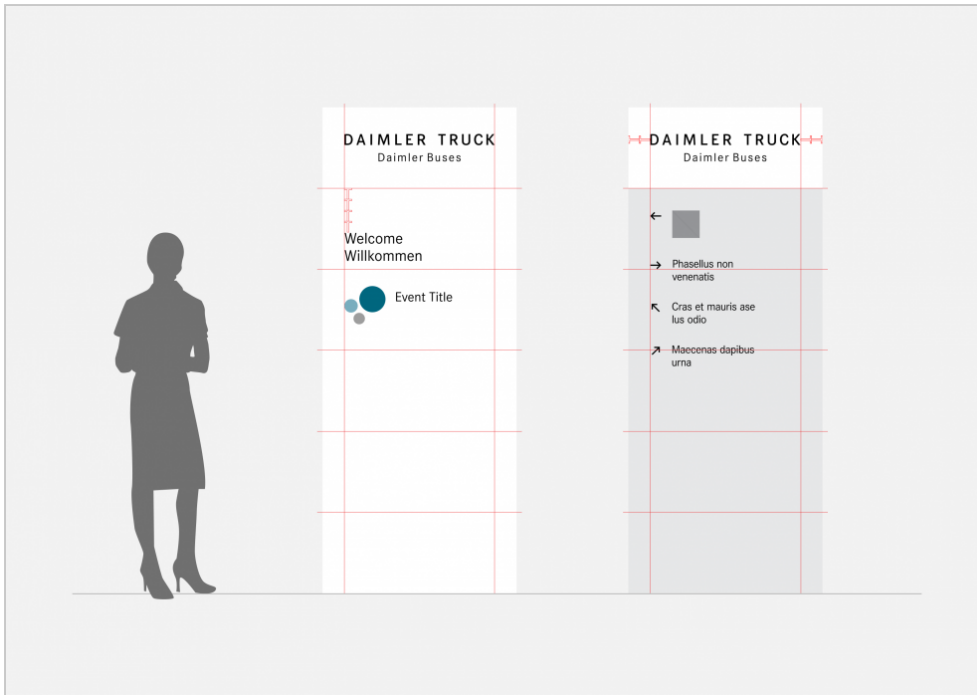 DAIMLER TRUCK
Daimler Buses
Welcome
Willkommen
Event Title
DAIMLER TRUCK
Daimler Buses
Phasellus non
venenatis
Cras et mauris ase
lus odio
Maecenas dapibus
urna